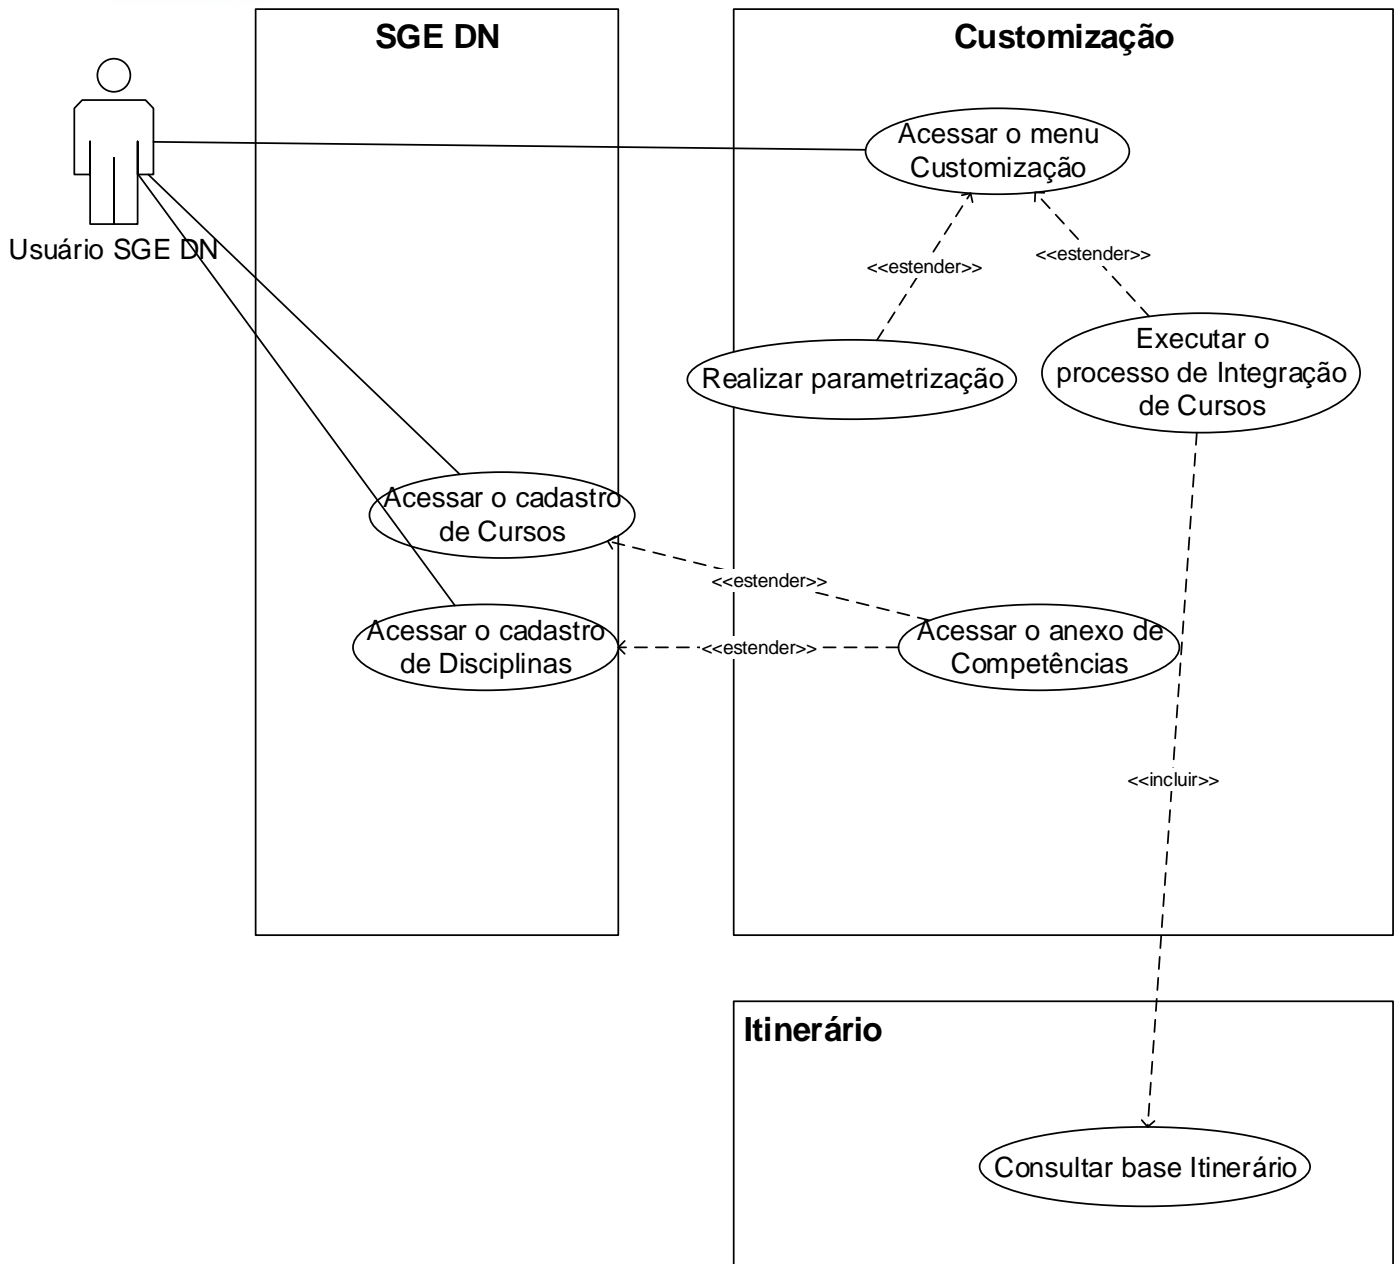 SGE DN
Customização
Acessar o menu
Customização
Usuário SGE DN
<<estender>>
<<estender>>
Realizar parametrização
Executar o
processo de Integração
de Cursos
Acessar o cadastro
de Cursos
<<estender>>
Acessar o cadastro
de Disciplinas
<<estender>>
Acessar o anexo de
Competências
<<incluir>>
Itinerário
Consultar base Itinerário